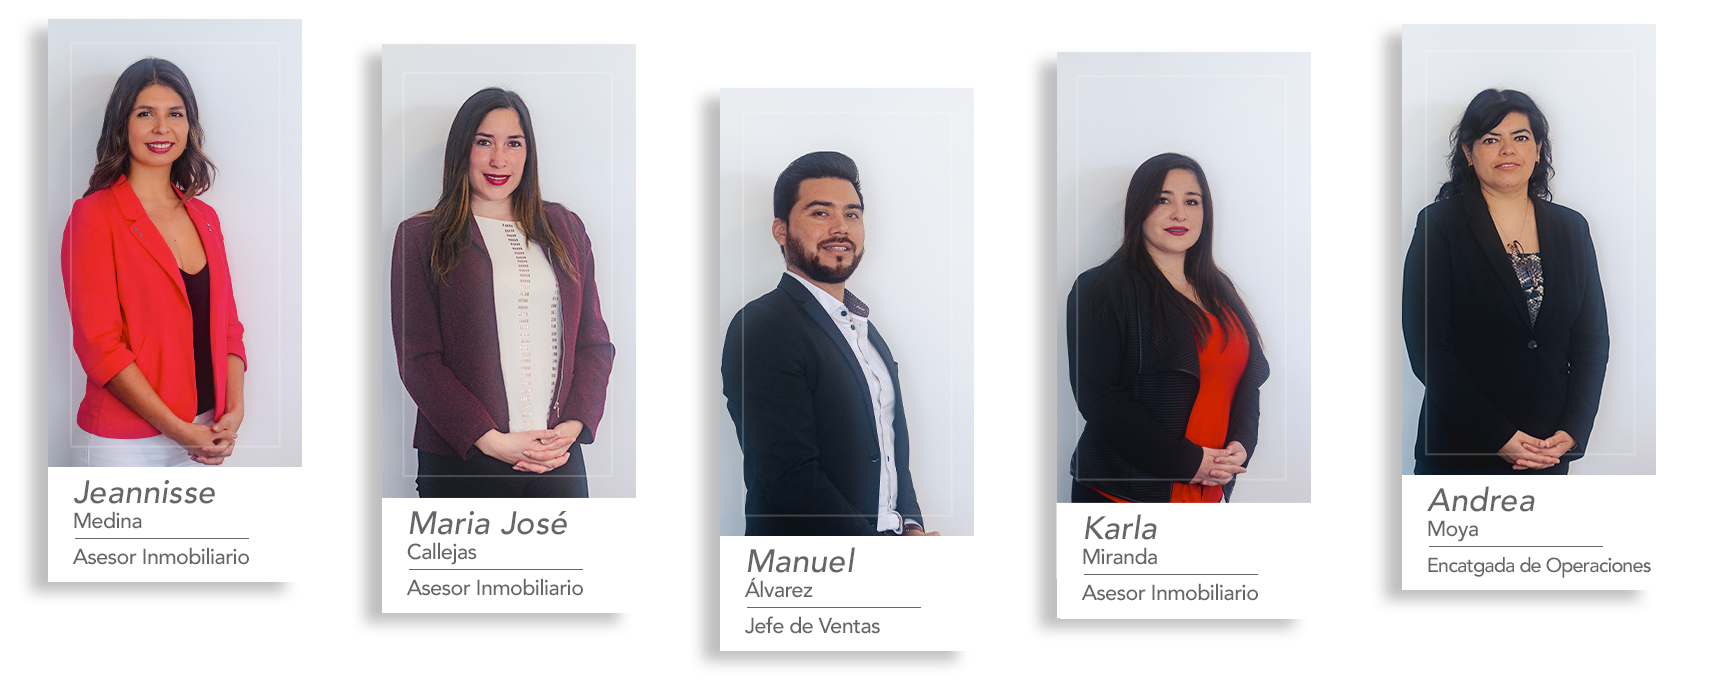 Jeannisse
Medina
Asesor Inmobiliario
Maria José
Callejas
Asesor Inmobiliario
Manuel
Álvarez
Jefe de Ventas
Karla
Miranda
Asesor Inmobiliario
Andrea
Moya
Encatgada de Operaciones